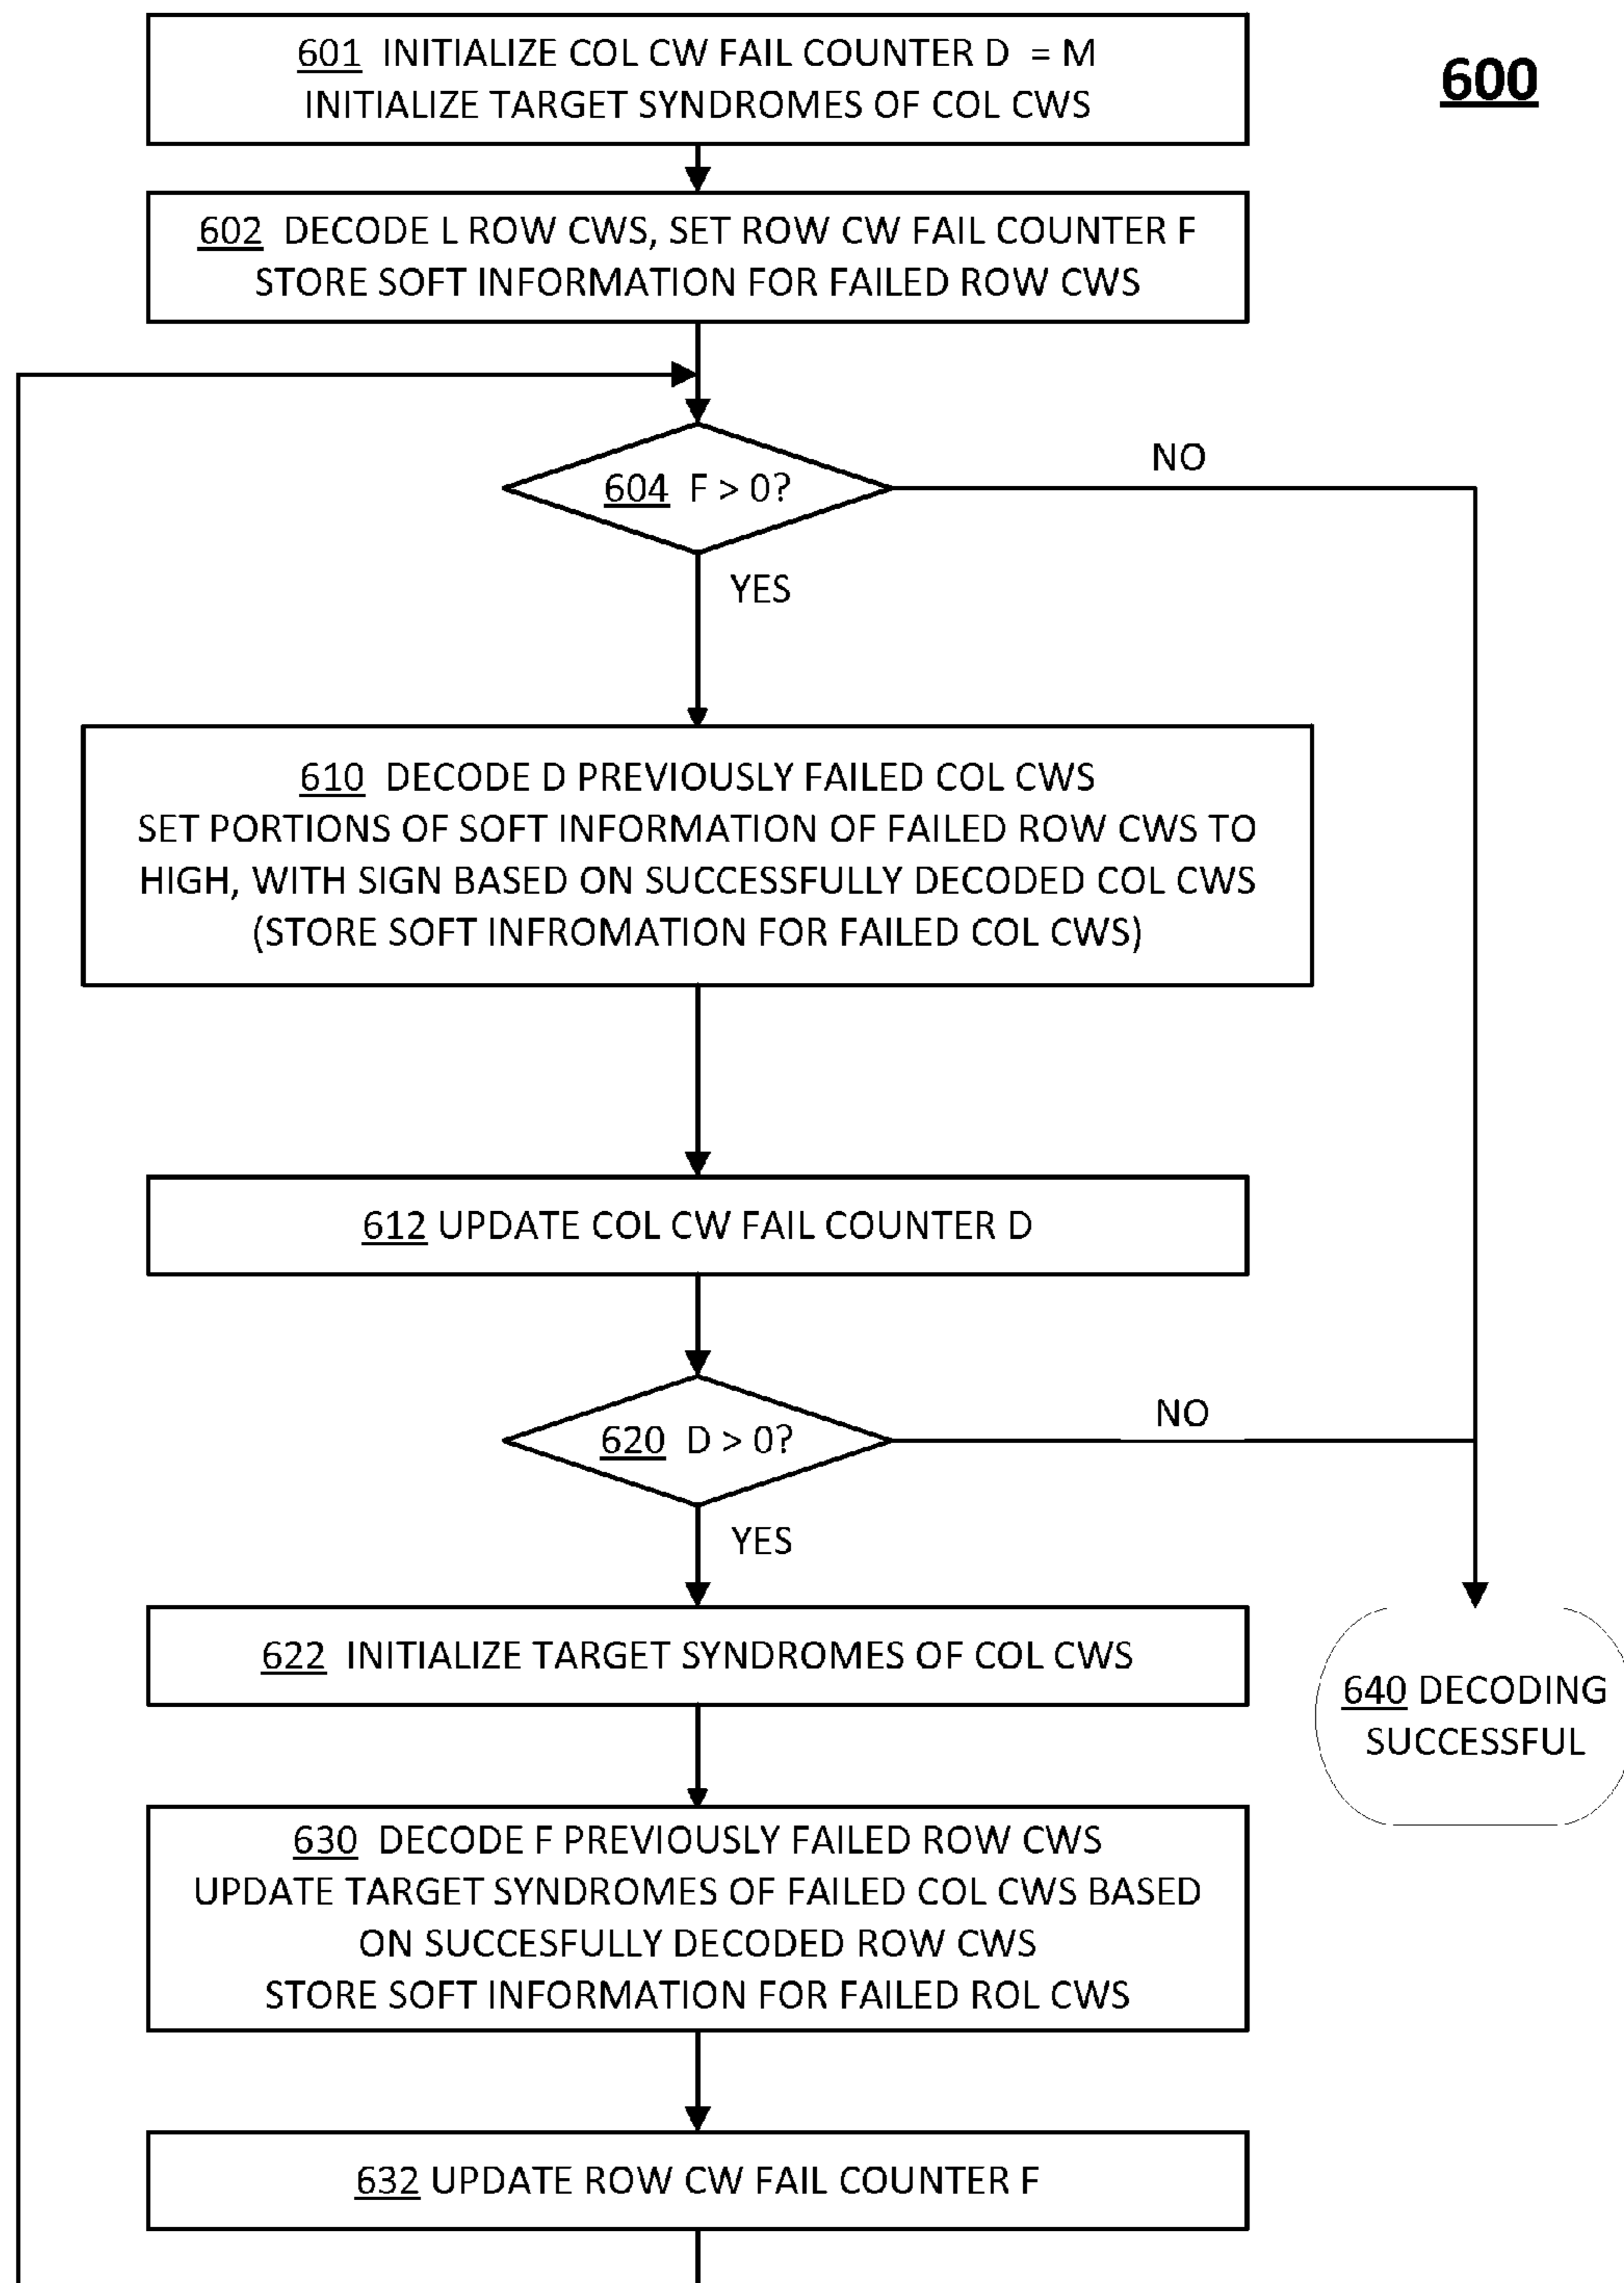 601 INITIALIZE COL CW FAIL COUNTER D = M
INITIALIZE TARGET SYNDROMES OF COL CWS
600
602 DECODE L ROW CWS, SET ROW CW FAIL COUNTER F
STORE SOFT INFORMATION FOR FAILED ROW CWS
604 F > 0?
NO
YES
610 DECODE D PREVIOUSLY FAILED COL CWS
SET PORTIONS OF SOFT INFORMATION OF FAILED ROW CWS TO
HIGH, WITH SIGN BASED ON SUCCESSFULLY DECODED COL CWS
(STORE SOFT INFROMATION FOR FAILED COL CWS)
612 UPDATE COL CW FAIL COUNTER D
620 D > 0?
NO
YES
622 INITIALIZE TARGET SYNDROMES OF COL CWS
640 DECODING
SUCCESSFUL
630 DECODE F PREVIOUSLY FAILED ROW CWS
UPDATE TARGET SYNDROMES OF FAILED COL CWS BASED
ON SUCCESFULLY DECODED ROW CWS
STORE SOFT INFORMATION FOR FAILED ROL CWS
632 UPDATE ROW CW FAIL COUNTER F